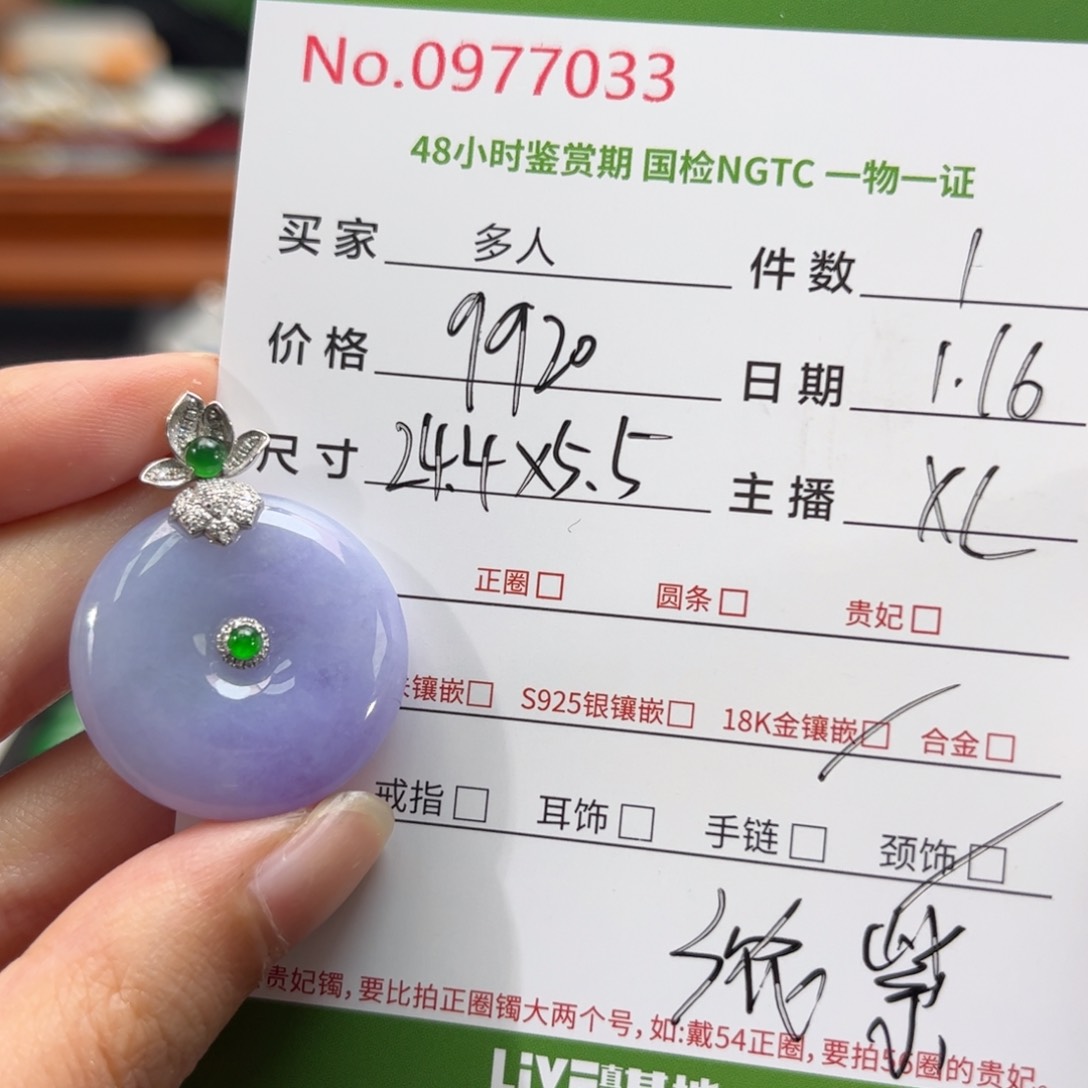 No.0977033
48小时鉴赏期 国检NGTC 一物一证
买家 多人 件数 1
价格 9920 日期 1.16
尺寸 24.4x5.5 主播 XL
正圈□ 圆条□ 贵妃□
镶嵌□ S925银镶嵌□ 18K金镶嵌□ 合金□
戒指□ 耳饰□ 手链□ 颈饰□
浓紫
贵妃镯,要比拍正圈镯大两个号,如:戴54正圈,要拍56圈的贵妃
LiV